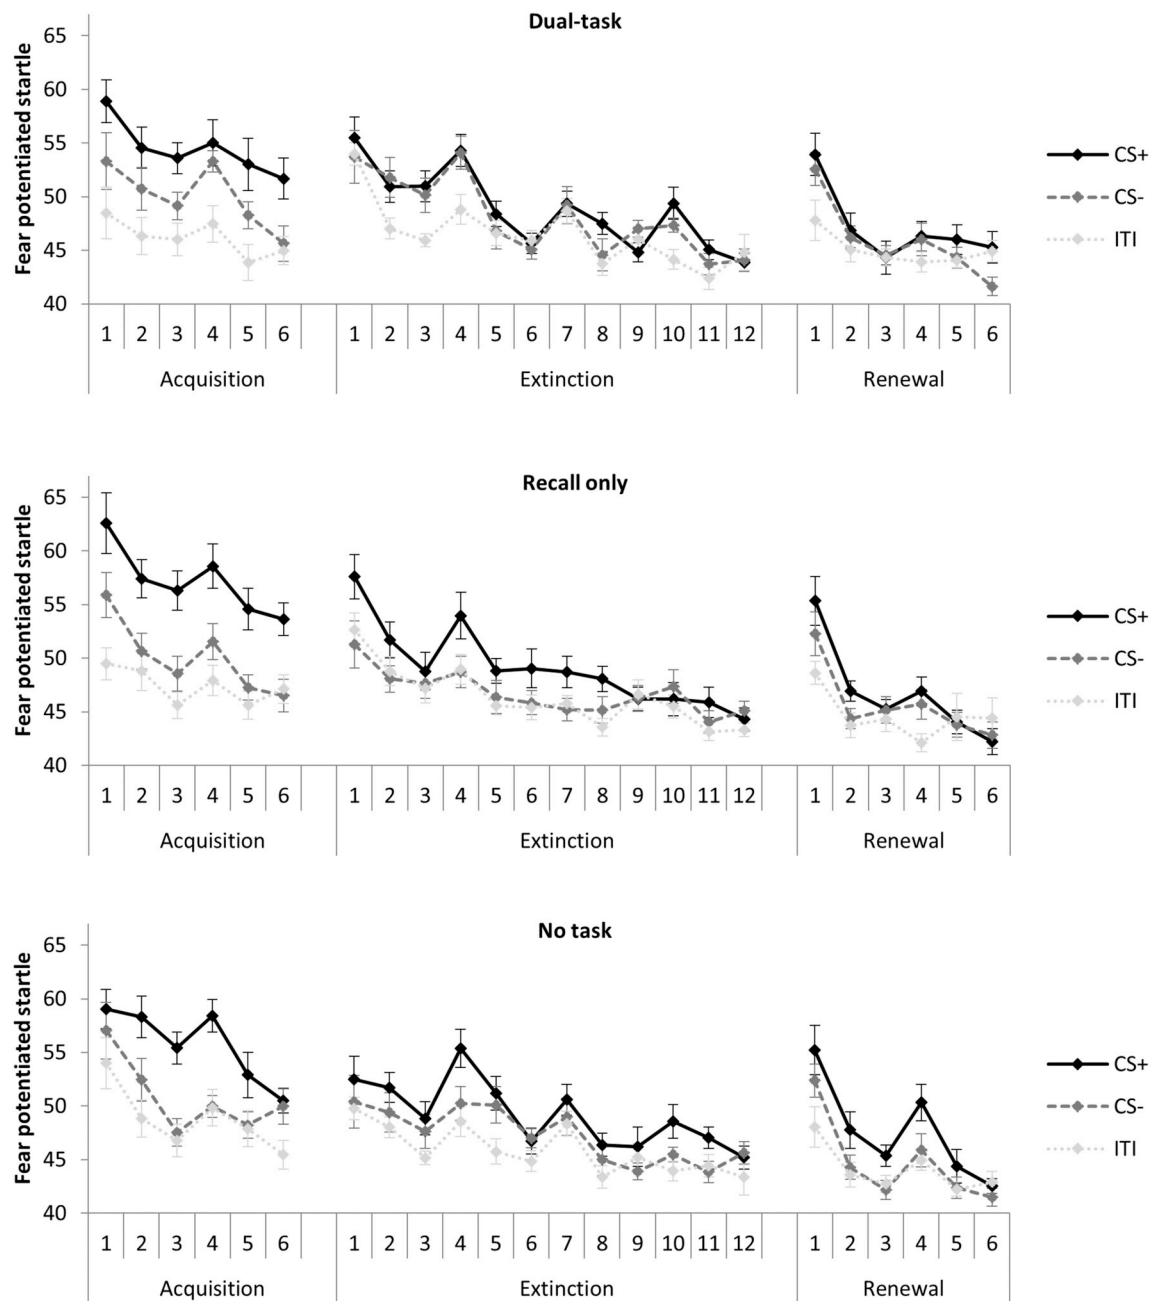 Dual-task
Fear potentiated startle
65
60
55
50
45
40
1 2 3 4 5 6 1 2 3 4 5 6 7 8 9 10 11 12 1 2 3 4 5 6
Acquisition Extinction Renewal
CS+
CS-
ITI
Recall only
Fear potentiated startle
65
60
55
50
45
40
1 2 3 4 5 6 1 2 3 4 5 6 7 8 9 10 11 12 1 2 3 4 5 6
Acquisition Extinction Renewal
CS+
CS-
ITI
No task
Fear potentiated startle
65
60
55
50
45
40
1 2 3 4 5 6 1 2 3 4 5 6 7 8 9 10 11 12 1 2 3 4 5 6
Acquisition Extinction Renewal
CS+
CS-
ITI